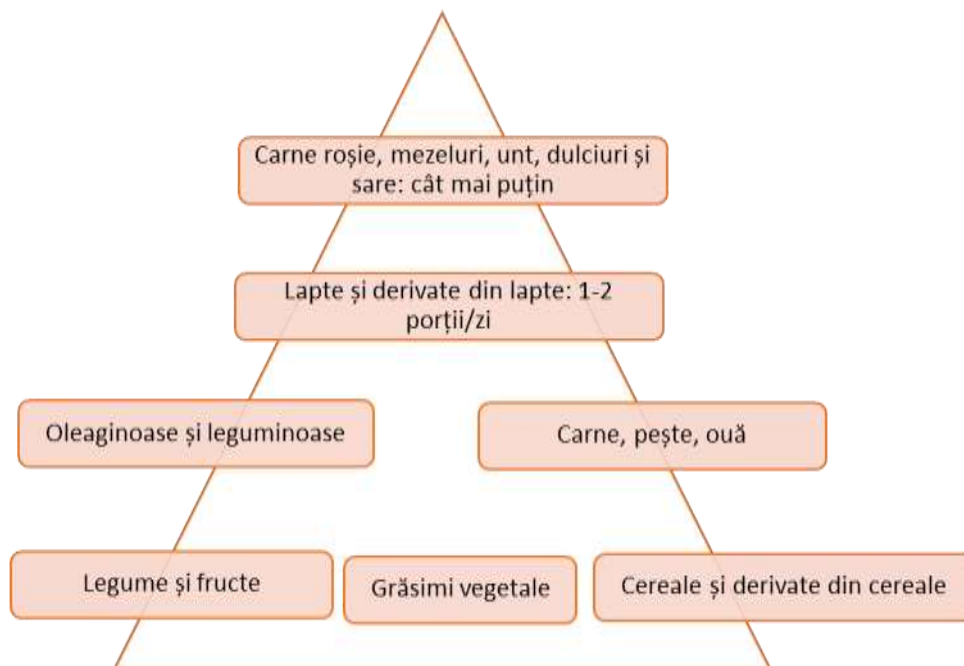 Carne roșie, mezeluri, unt, dulciuri și
sare: cât mai puțin
Lapte și derivate din lapte: 1-2
porții/zi
Oleaginoase și leguminoase
Carne, pește, ouă
Legume și fructe
Grăsimi vegetale
Cereale și derivate din cereale